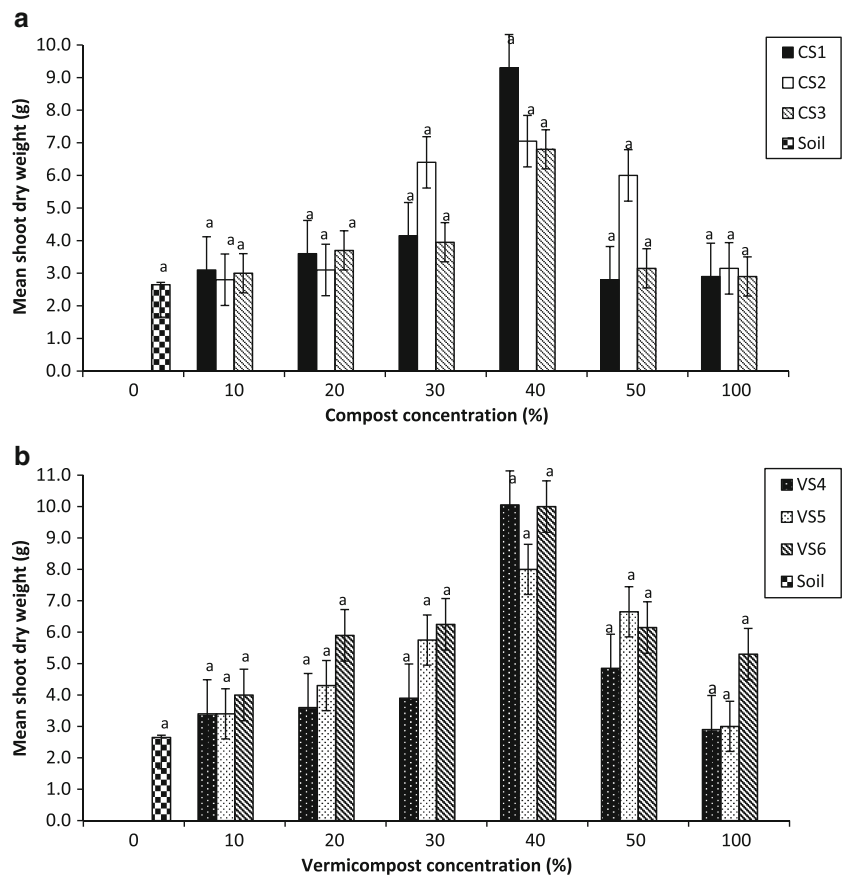 a
Mean shoot dry weight (g)
10.0
9.0
8.0
7.0
6.0
5.0
4.0
3.0
2.0
1.0
0.0
a
a a a
a a a
a a a
a a a
a a a
a a a
CS1
CS2
CS3
Soil
0 10 20 30 40 50 100
Compost concentration (%)
b
Mean shoot dry weight (g)
11.0
10.0
9.0
8.0
7.0
6.0
5.0
4.0
3.0
2.0
1.0
0.0
a
a a a
a a a
a a a
a a a
a a a
a a a
VS4
VS5
VS6
Soil
0 10 20 30 40 50 100
Vermicompost concentration (%)